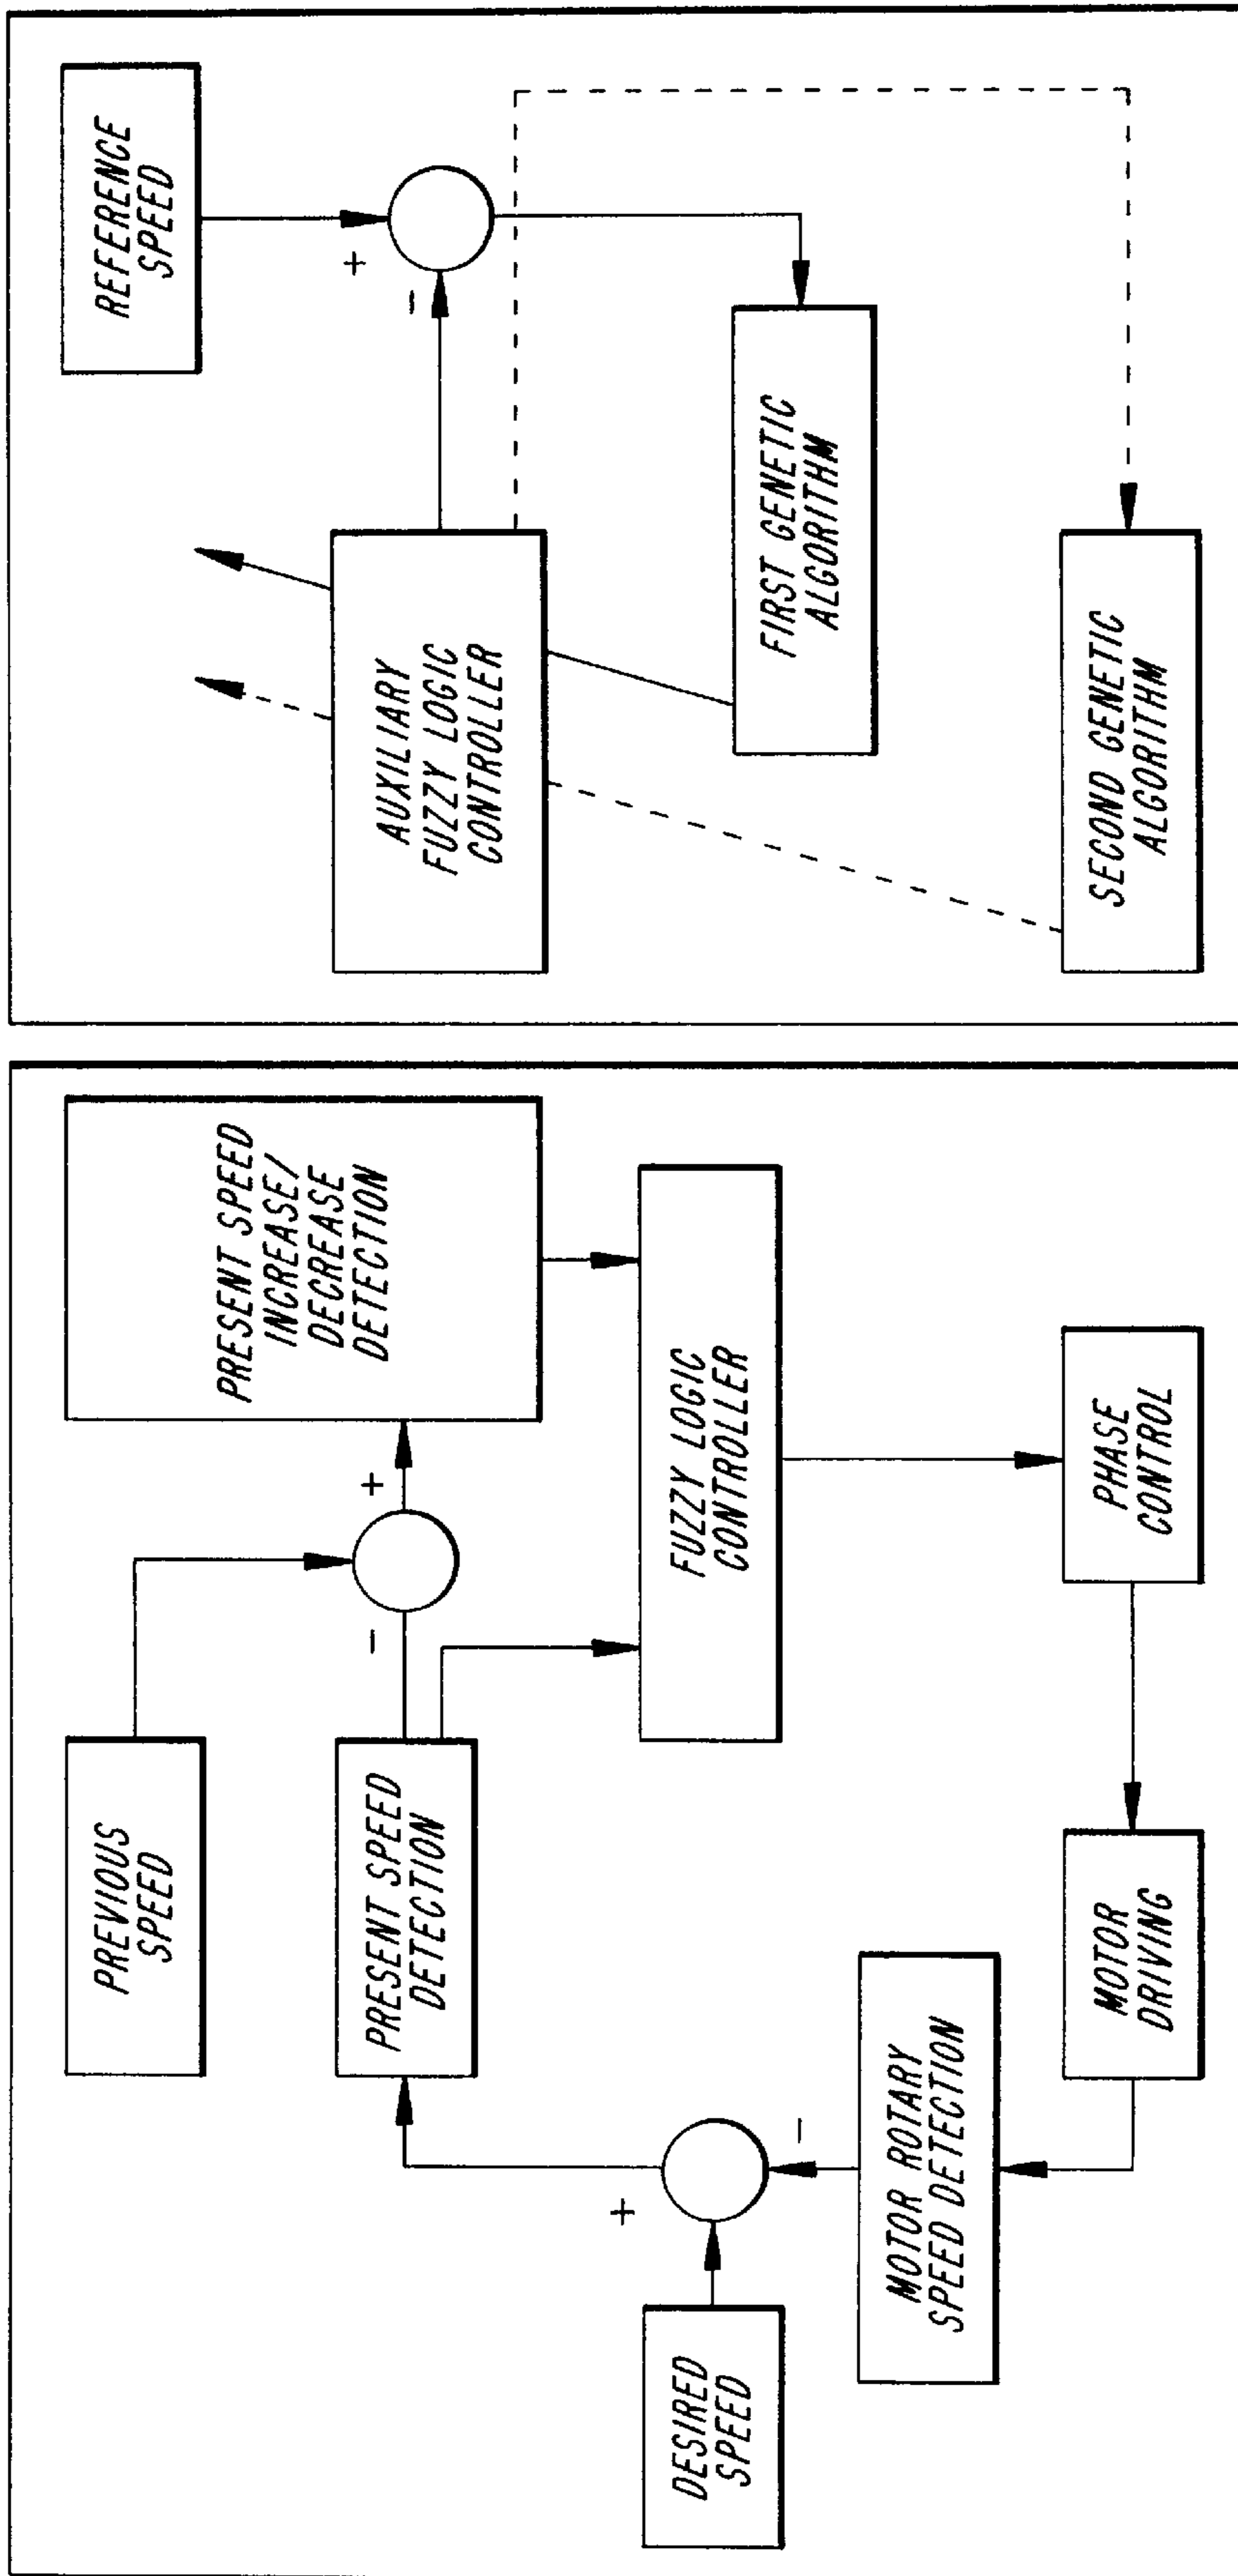 PREVIOUS
SPEED
PRESENT SPEED
INCREASE/
DECREASE
DETECTION
+
-
PRESENT SPEED
DETECTION
FUZZY LOGIC
CONTROLLER
+
-
DESIRED
SPEED
MOTOR ROTARY
SPEED DETECTION
MOTOR
DRIVING
PHASE
CONTROL
REFERENCE
SPEED
+
-
AUXILIARY
FUZZY LOGIC
CONTROLLER
FIRST GENETIC
ALGORITHM
SECOND GENETIC
ALGORITHM